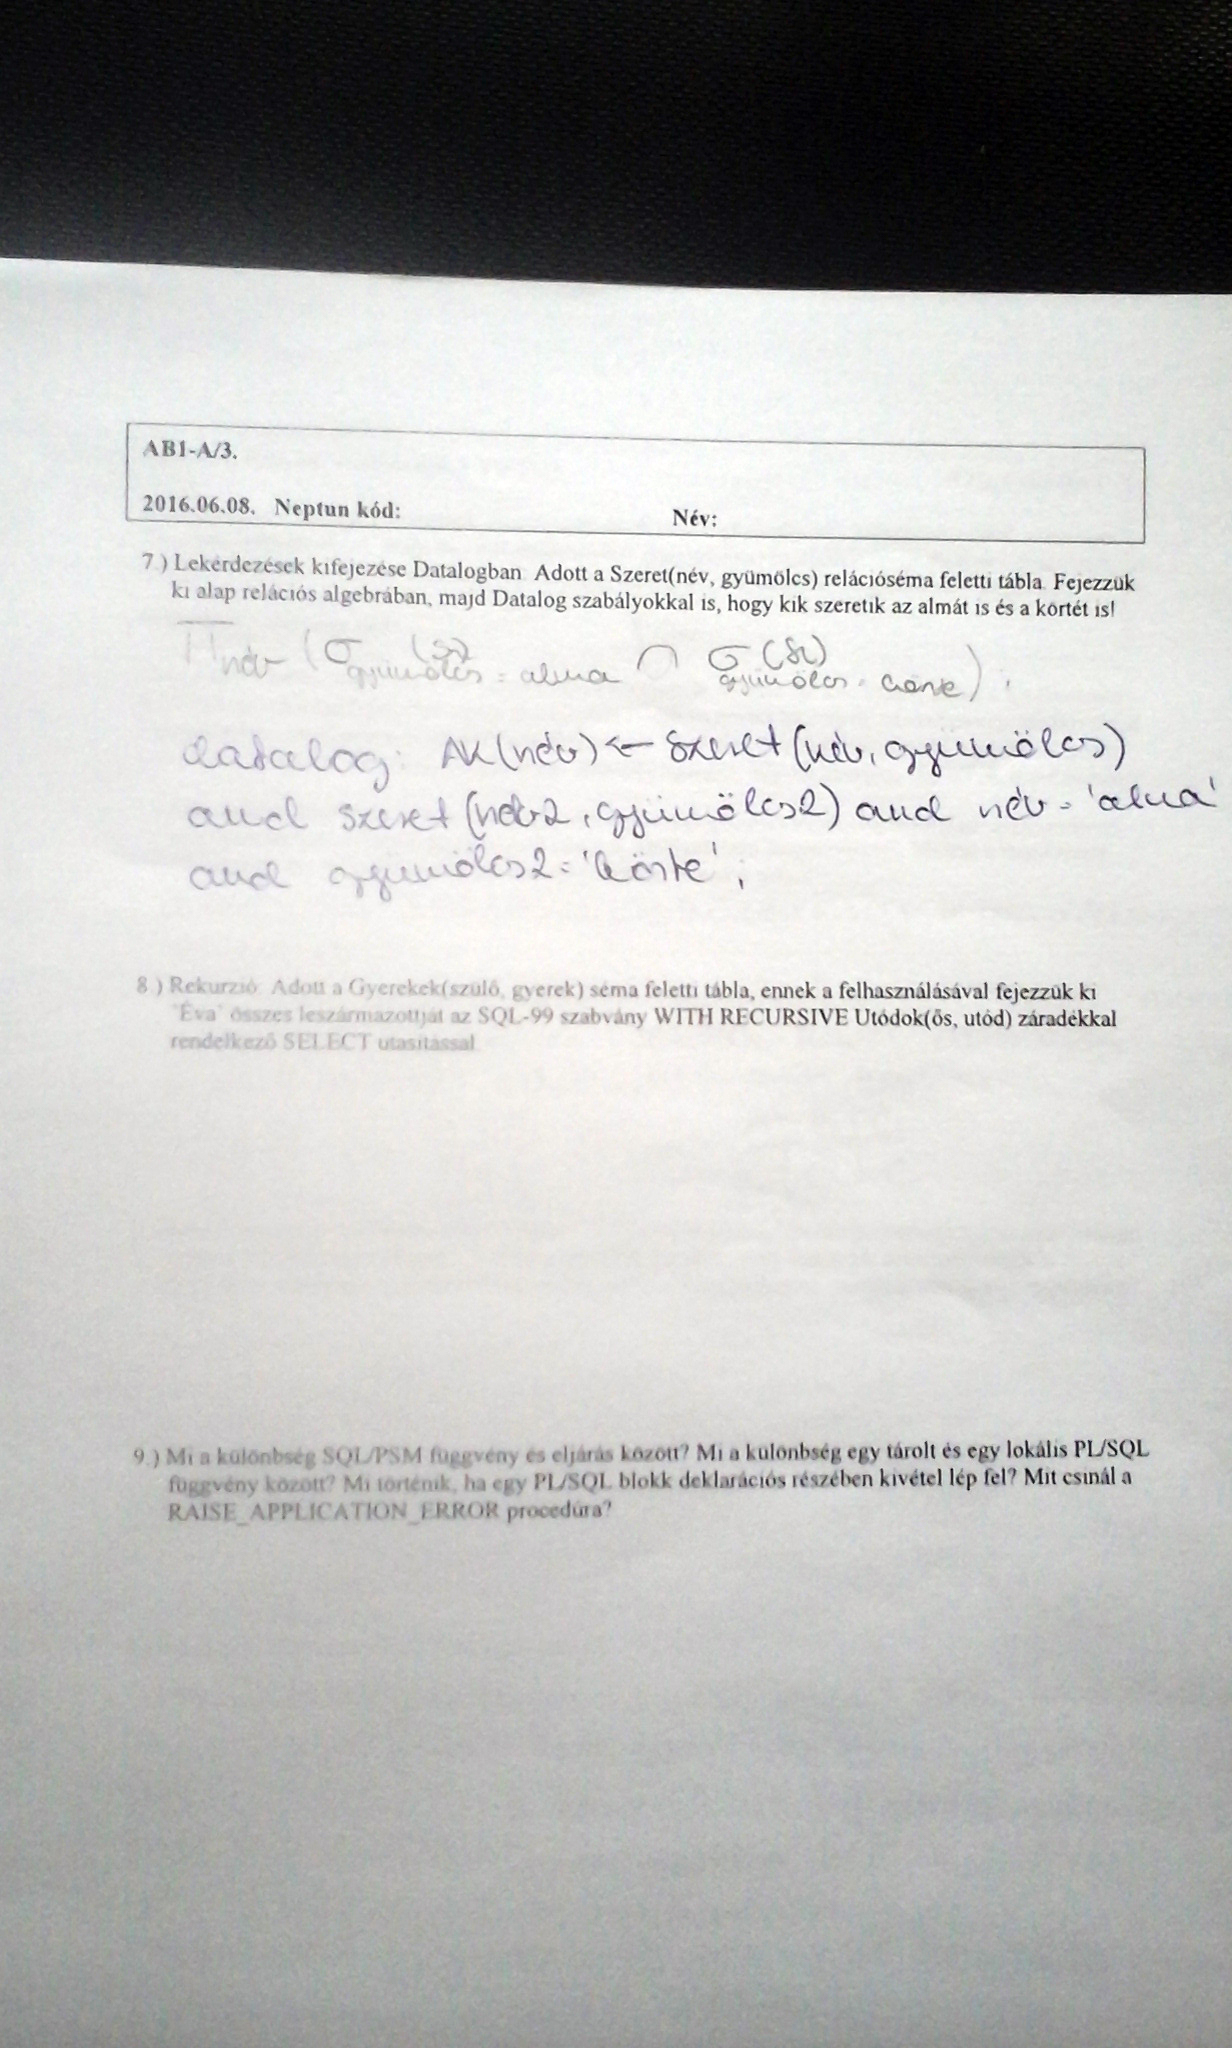 AB1-A/3.
2016.06.08. Neptun kód: Név:
7.) Lekérdezések kifejezése Datalogban. Adott a Szeret(név, gyümölcs) relációséma feletti tábla. Fejezzük
ki alap relációs algebrában, majd Datalog szabályokkal is, hogy kik szeretik az almát is és a körtét is!
Π név (σ gyümölcs = alma (Sz) ∩ σ gyümölcs = körte (Sz)) ;
datalog: AK(név) ← Szeret(név, gyümölcs)
and szeret(név2, gyümölcs2) and név = 'alma'
and gyümölcs2 = 'körte' ;
8.) Rekurzió: Adott a Gyerekek(szülő, gyerek) séma feletti tábla, ennek a felhasználásával fejezzük ki
"Éva" összes leszármazottját az SQL-99 szabvány WITH RECURSIVE Utódok(ős, utód) záradékkal
rendelkező SELECT utasítással.
9.) Mi a különbség SQL/PSM függvény és eljárás között? Mi a különbség egy tárolt és egy lokális PL/SQL
függvény között? Mi történik, ha egy PL/SQL blokk deklarációs részében kivétel lép fel? Mit csinál a
RAISE_APPLICATION_ERROR procedúra?